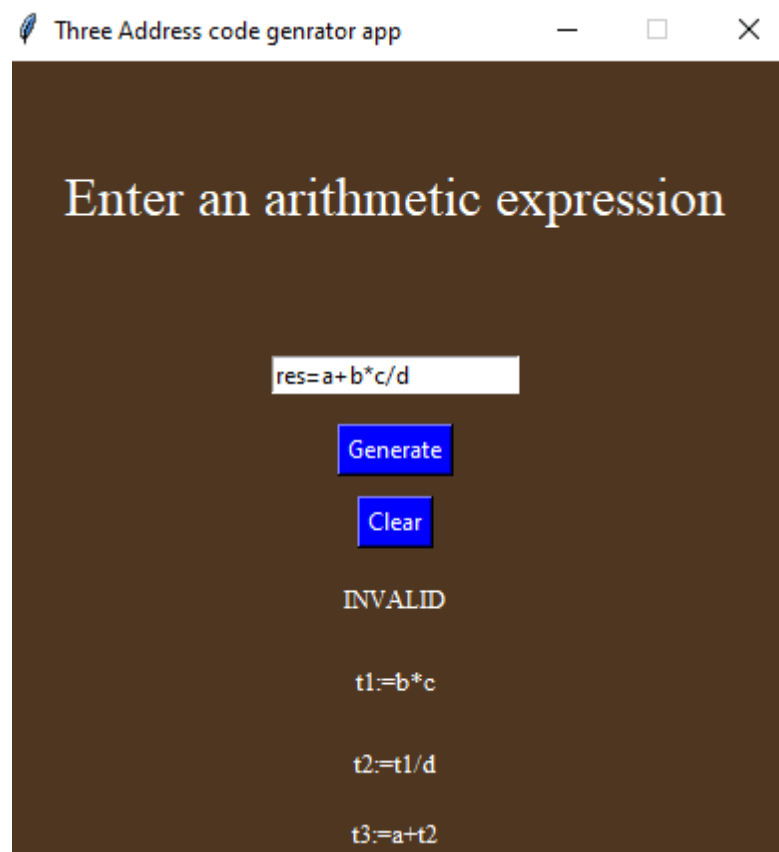 Three Address code genrator app
Enter an arithmetic expression
res=a+b*c/d
Generate
Clear
INVALID
t1:=b*c
t2:=t1/d
t3:=a+t2